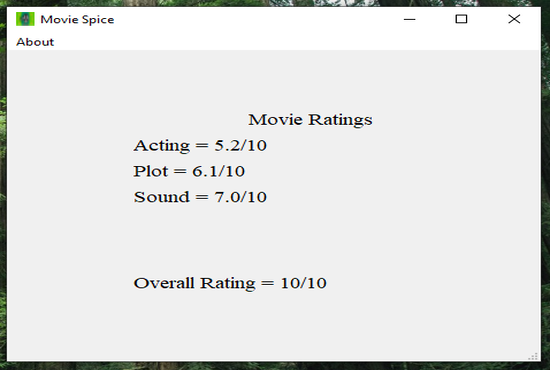 Movie Spice
About
Movie Ratings
Acting = 5.2/10
Plot = 6.1/10
Sound = 7.0/10
Overall Rating = 10/10